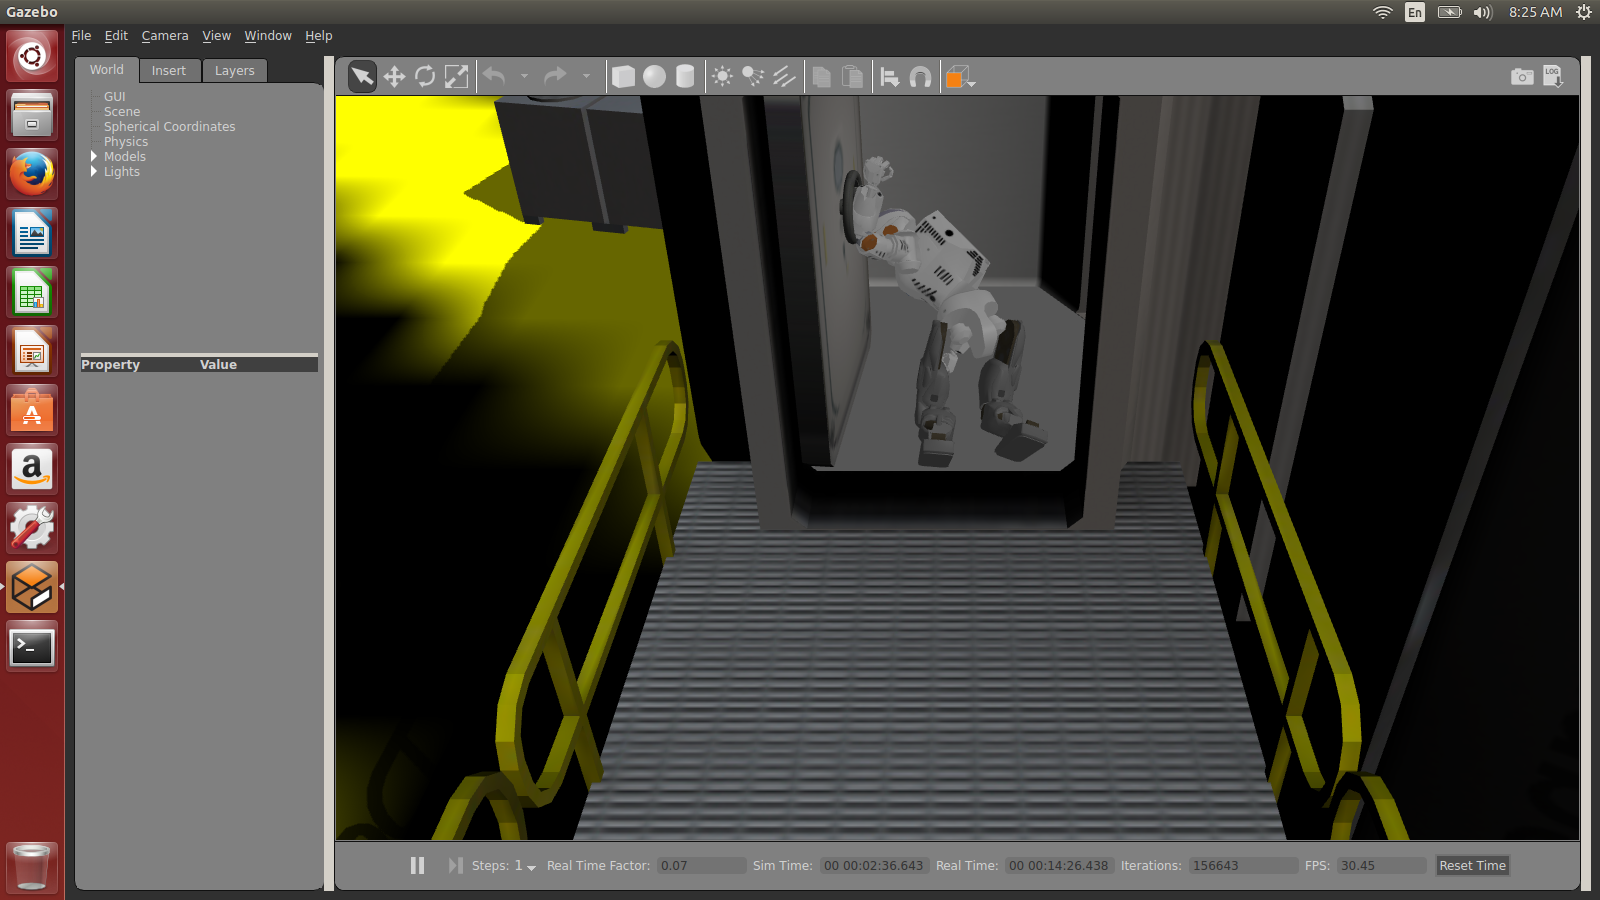 Gazebo
En
8:25 AM
File Edit Camera View Window Help
World Insert Layers
LOG
GUI
Scene
Spherical Coordinates
Physics
Models
Lights
Property Value
Steps: 1 Real Time Factor: 0.07 Sim Time: 00 00:02:36.643 Real Time: 00 00:14:26.438 Iterations: 156643 FPS: 30.45 Reset Time